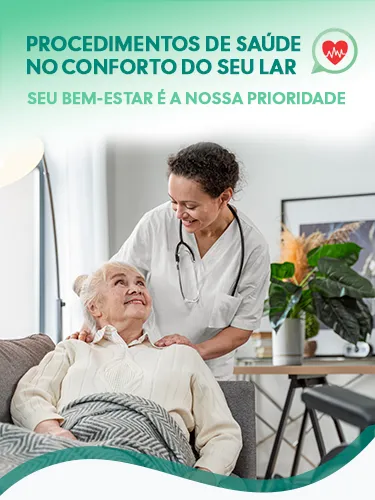 PROCEDIMENTOS DE SAÚDE
NO CONFORTO DO SEU LAR
SEU BEM-ESTAR É A NOSSA PRIORIDADE